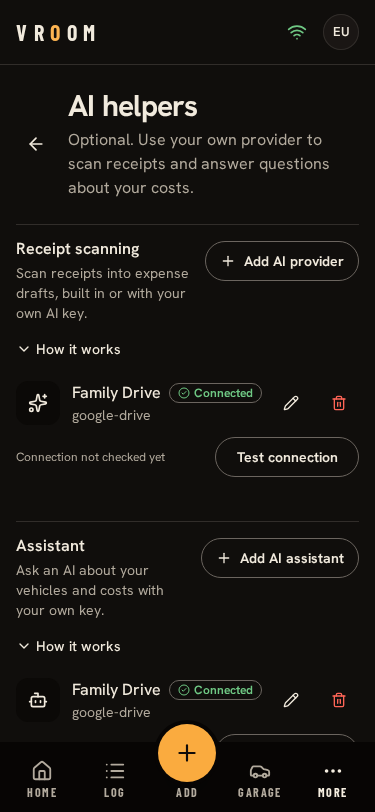 VROOM
EU
AI helpers
Optional. Use your own provider to
scan receipts and answer questions
about your costs.
Receipt scanning
Add AI provider
Scan receipts into expense
drafts, built in or with your
own AI key.
How it works
Family Drive
Connected
google-drive
Connection not checked yet
Test connection
Assistant
Add AI assistant
Ask an AI about your
vehicles and costs with
your own key.
How it works
Family Drive
Connected
google-drive
HOME
LOG
ADD
GARAGE
MORE